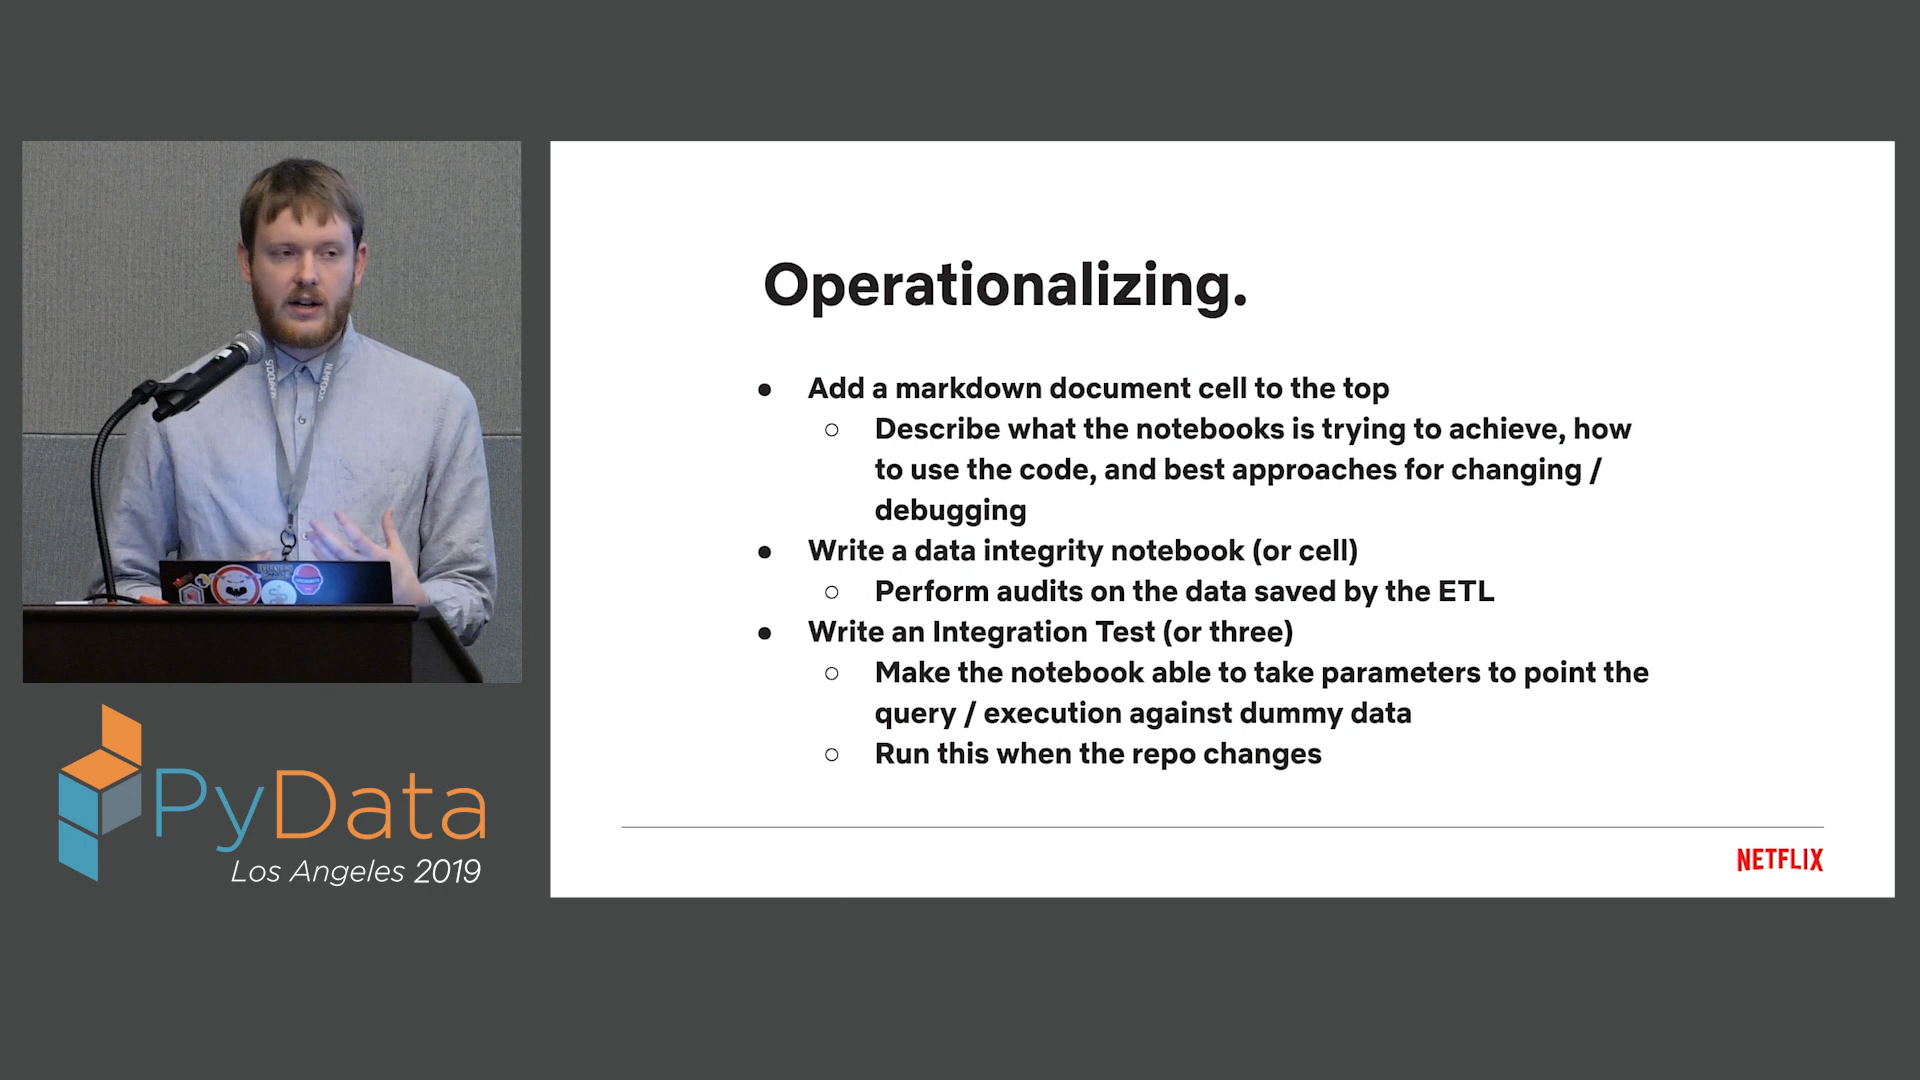 Operationalizing.
● Add a markdown document cell to the top
○ Describe what the notebooks is trying to achieve, how
to use the code, and best approaches for changing /
debugging
● Write a data integrity notebook (or cell)
○ Perform audits on the data saved by the ETL
● Write an Integration Test (or three)
○ Make the notebook able to take parameters to point the
query / execution against dummy data
○ Run this when the repo changes
NETFLIX
PyData
Los Angeles 2019